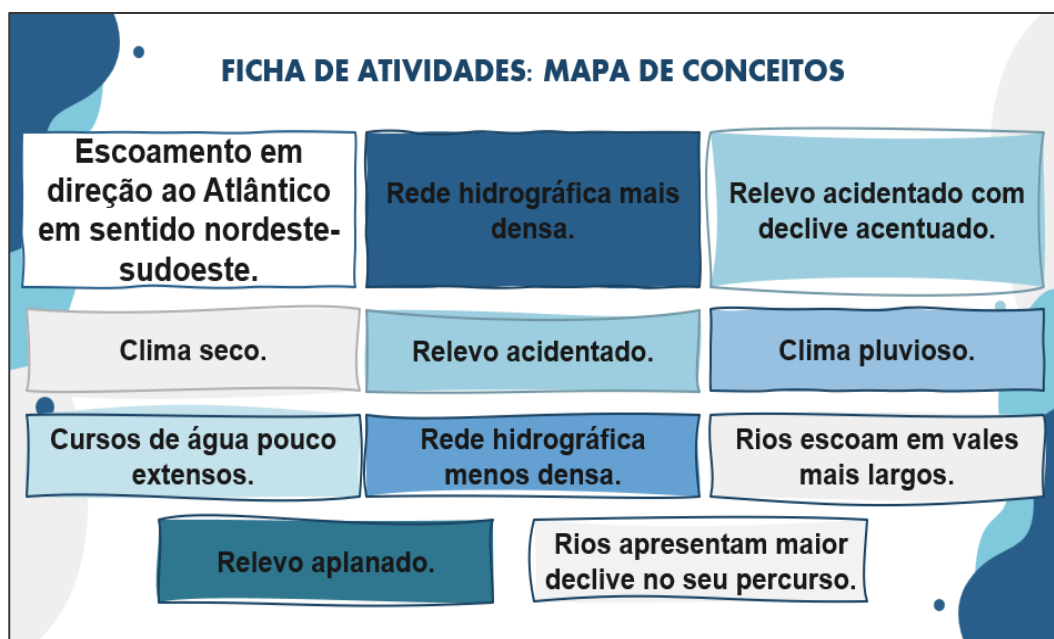 FICHA DE ATIVIDADES: MAPA DE CONCEITOS
Escoamento em
direção ao Atlântico
em sentido nordeste-
sudoeste.
Rede hidrográfica mais
densa.
Relevo acidentado com
declive acentuado.
Clima seco.
Relevo acidentado.
Clima pluvioso.
Cursos de água pouco
extensos.
Rede hidrográfica
menos densa.
Rios escoam em vales
mais largos.
Relevo aplanado.
Rios apresentam maior
declive no seu percurso.